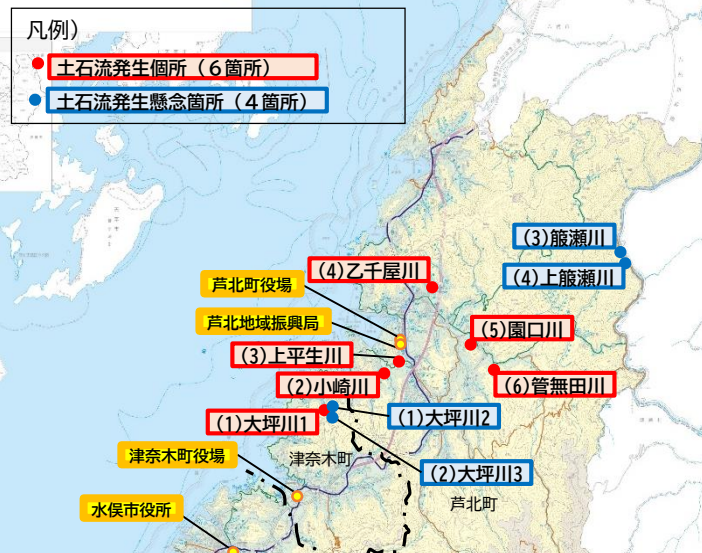 凡例）
土石流発生個所（６箇所）
土石流発生懸念箇所（４箇所）
(3)箙瀬川
(4)上箙瀬川
(4)乙千屋川
芦北町役場
芦北地域振興局
(5)園口川
(3)上平生川
(2)小崎川
(6)管無田川
(1)大坪川1
(1)大坪川2
津奈木町役場
津奈木町
(2)大坪川3
水俣市役所
芦北町